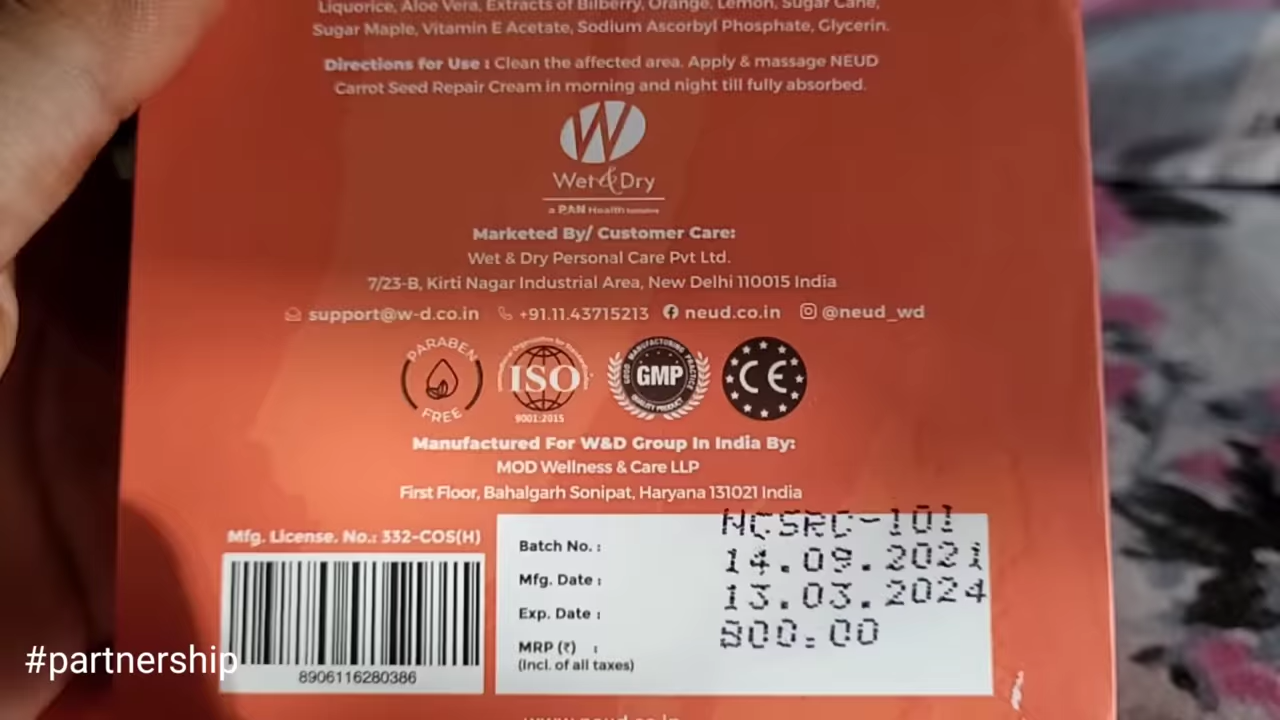 Liquorice, Aloe Vera, Extracts of Bilberry, Orange, Lemon, Sugar Cane,
Sugar Maple, Vitamin E Acetate, Sodium Ascorbyl Phosphate, Glycerin.
Directions for Use : Clean the affected area. Apply & massage NEUD
Carrot Seed Repair Cream in morning and night till fully absorbed.
W
Wet & Dry
a PAN Health
Marketed By/ Customer Care:
Wet & Dry Personal Care Pvt Ltd.
7/23-B, Kirti Nagar Industrial Area, New Delhi 110015 India
support@w-d.co.in +91.11.43715213 neud.co.in @neud_wd
PARABEN FREE
ISO 9001:2015
GOOD MANUFACTURING PRACTICE GMP QUALITY PRODUCT
CE
Manufactured For W&D Group In India By:
MOD Wellness & Care LLP
First Floor, Bahalgarh Sonipat, Haryana 131021 India
Mfg. License. No.: 332-COS(H)
8906116280386
Batch No. : NCSRC-101
Mfg. Date : 14.09.2021
Exp. Date : 13.03.2024
MRP (₹) : 800.00
(Incl. of all taxes)
#partnership